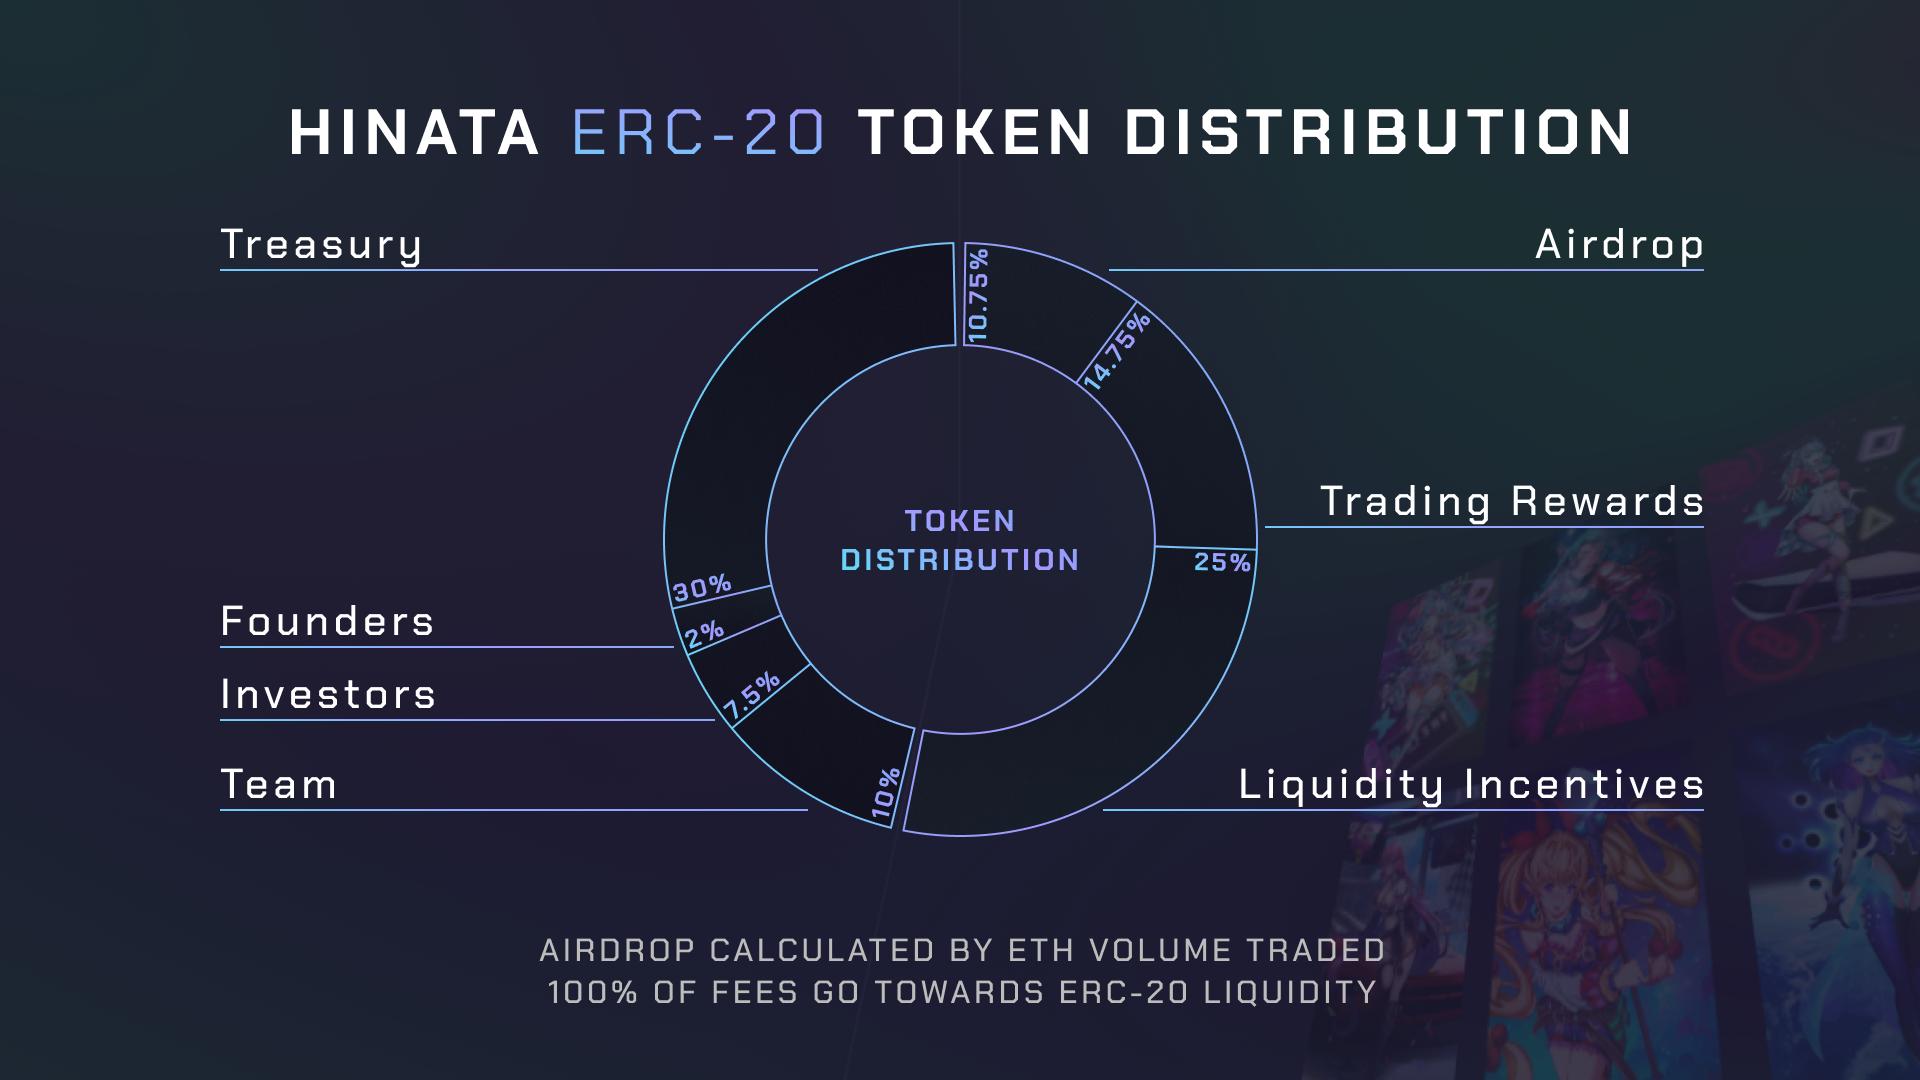 HINATA ERC-20 TOKEN DISTRIBUTION
Treasury
Airdrop
10.75%
14.75%
Trading Rewards
TOKEN
DISTRIBUTION
25%
30%
Founders
2%
Investors
7.5%
Team
10%
Liquidity Incentives
AIRDROP CALCULATED BY ETH VOLUME TRADED
100% OF FEES GO TOWARDS ERC-20 LIQUIDITY